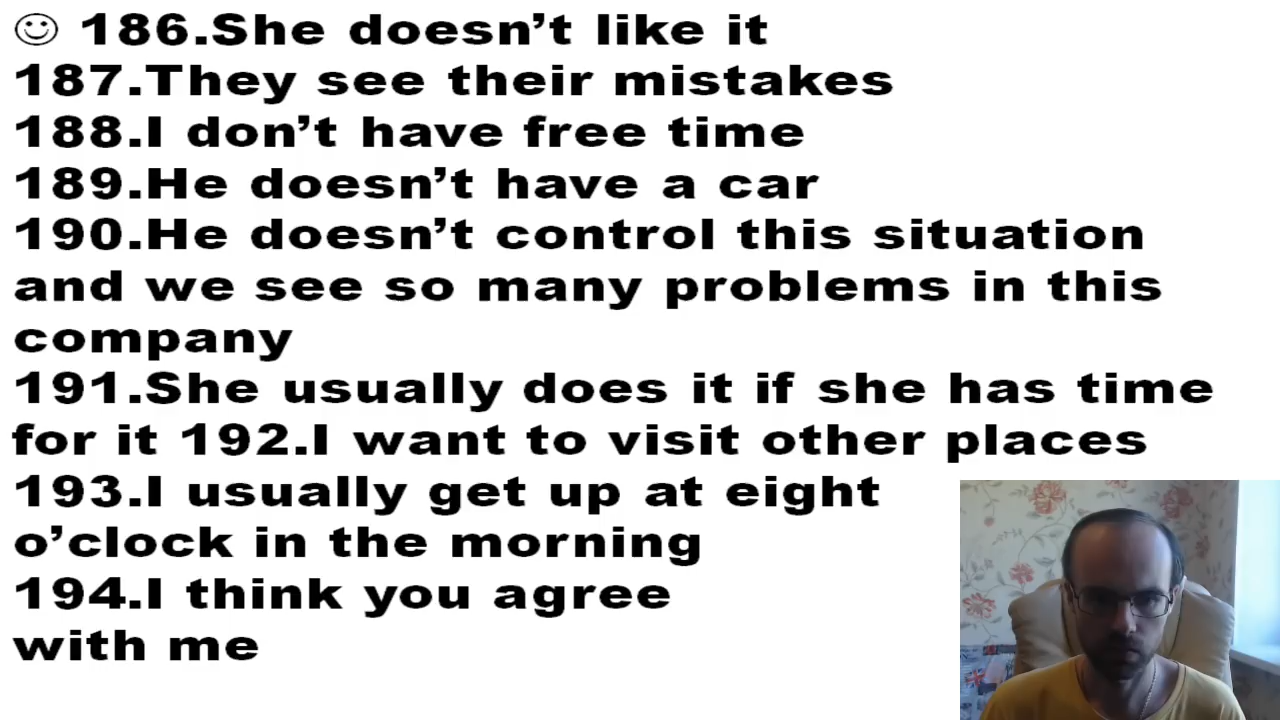 ☺ 186.She doesn’t like it
187.They see their mistakes
188.I don’t have free time
189.He doesn’t have a car
190.He doesn’t control this situation
and we see so many problems in this
company
191.She usually does it if she has time
for it 192.I want to visit other places
193.I usually get up at eight
o’clock in the morning
194.I think you agree
with me